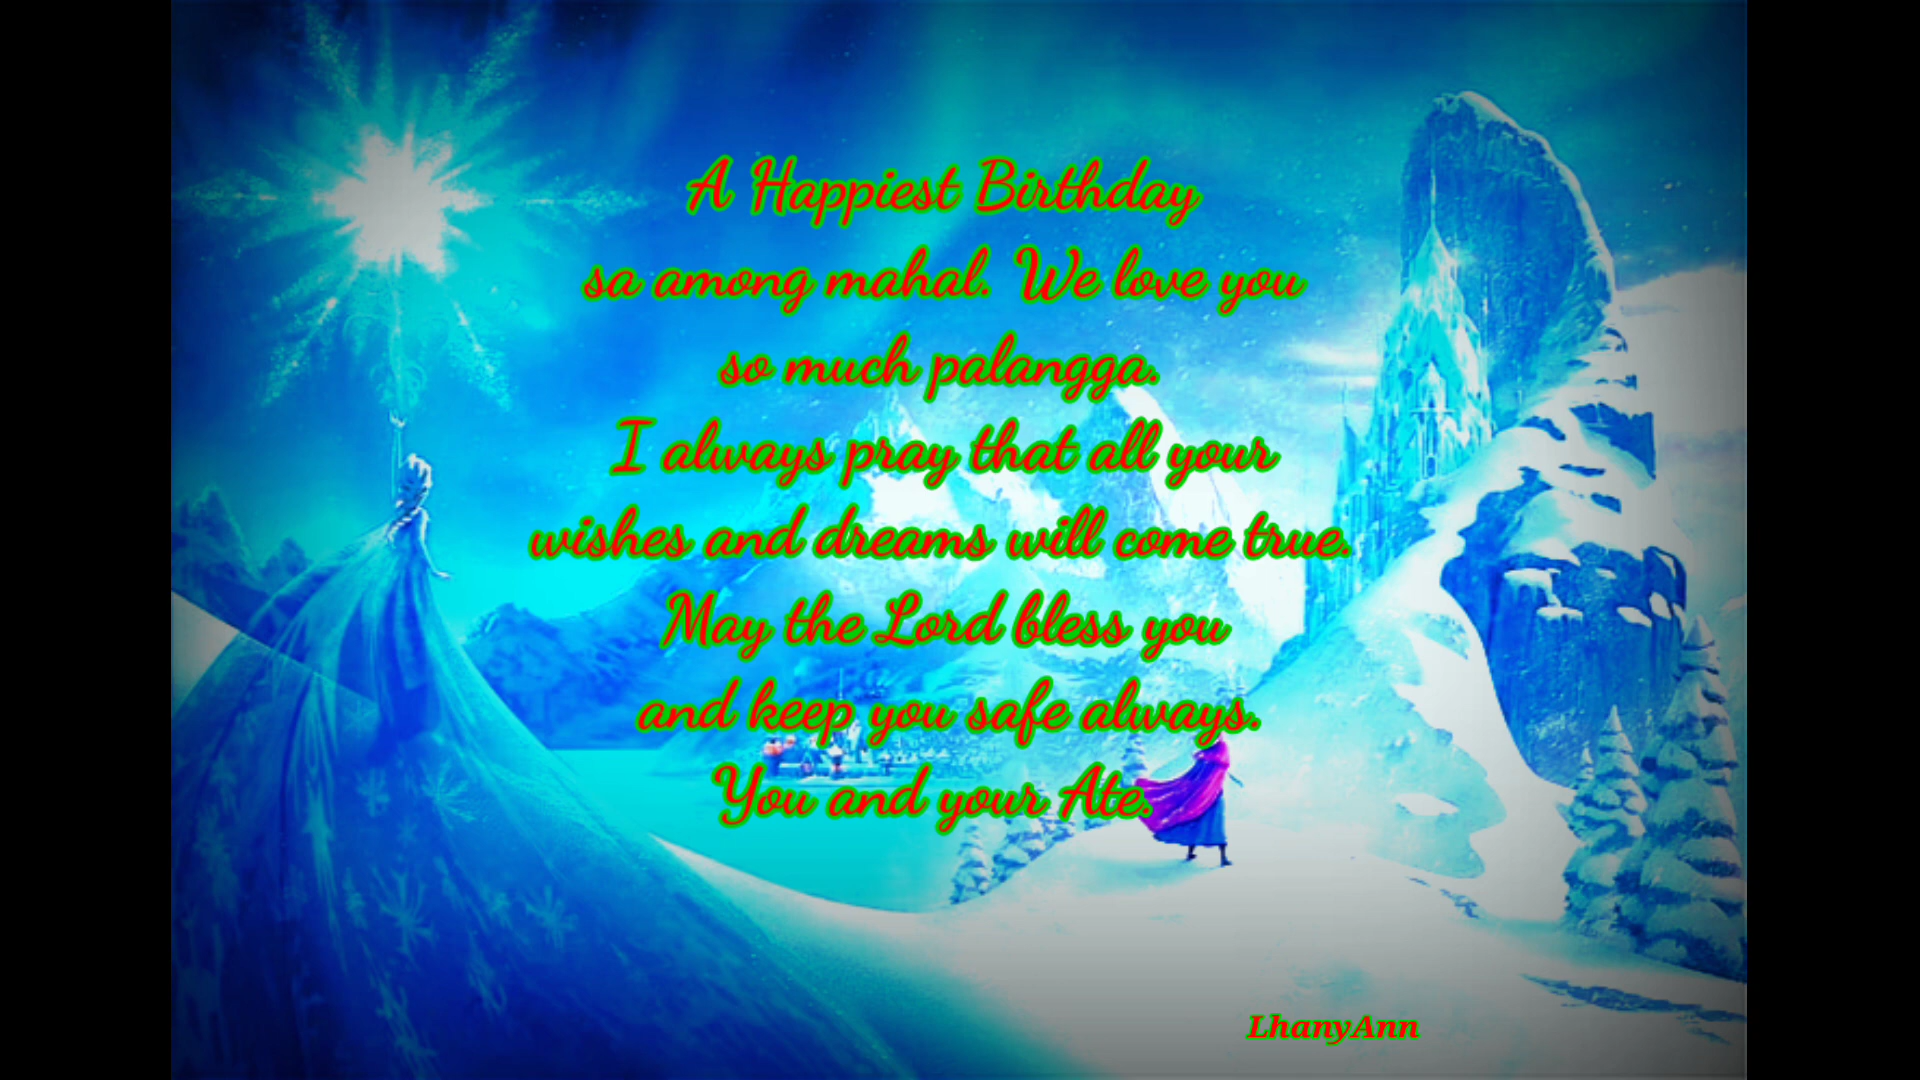 A Happiest Birthday
sa among mahal. We love you
so much palangga.
I always pray that all your
wishes and dreams will come true.
May the Lord bless you
and keep you safe always.
You and your Ate.
LhanyAnn